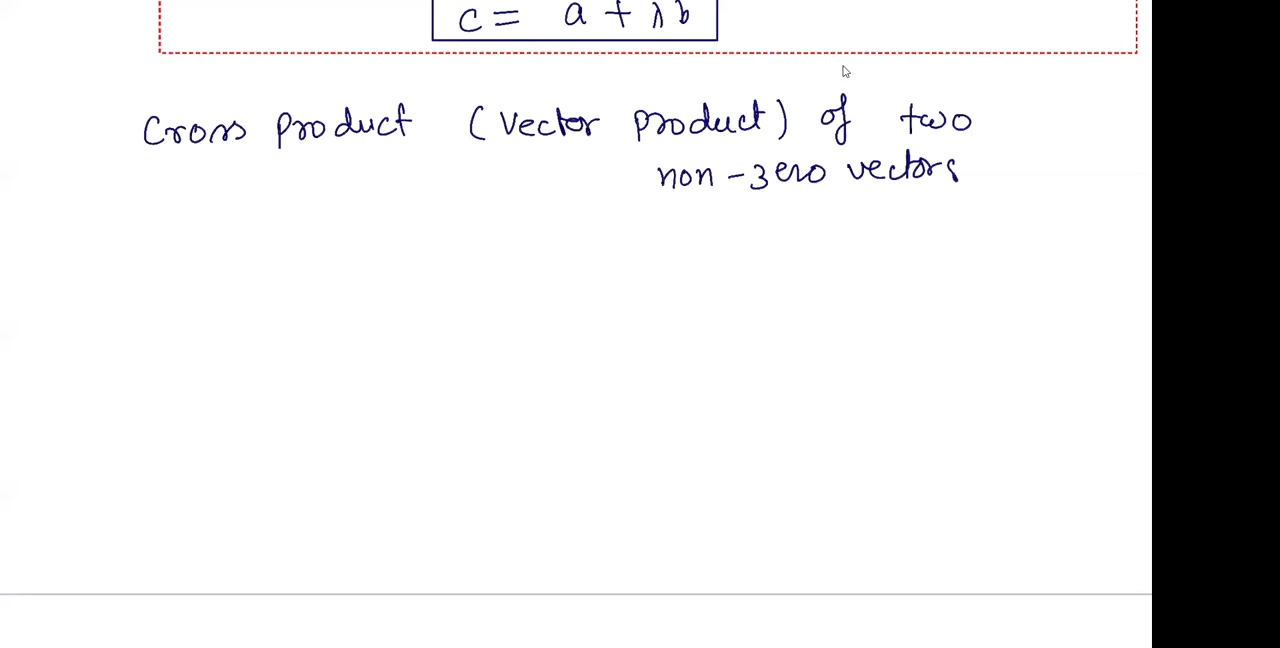 c = a + λb
Cross product (vector product) of two
non-zero vectors